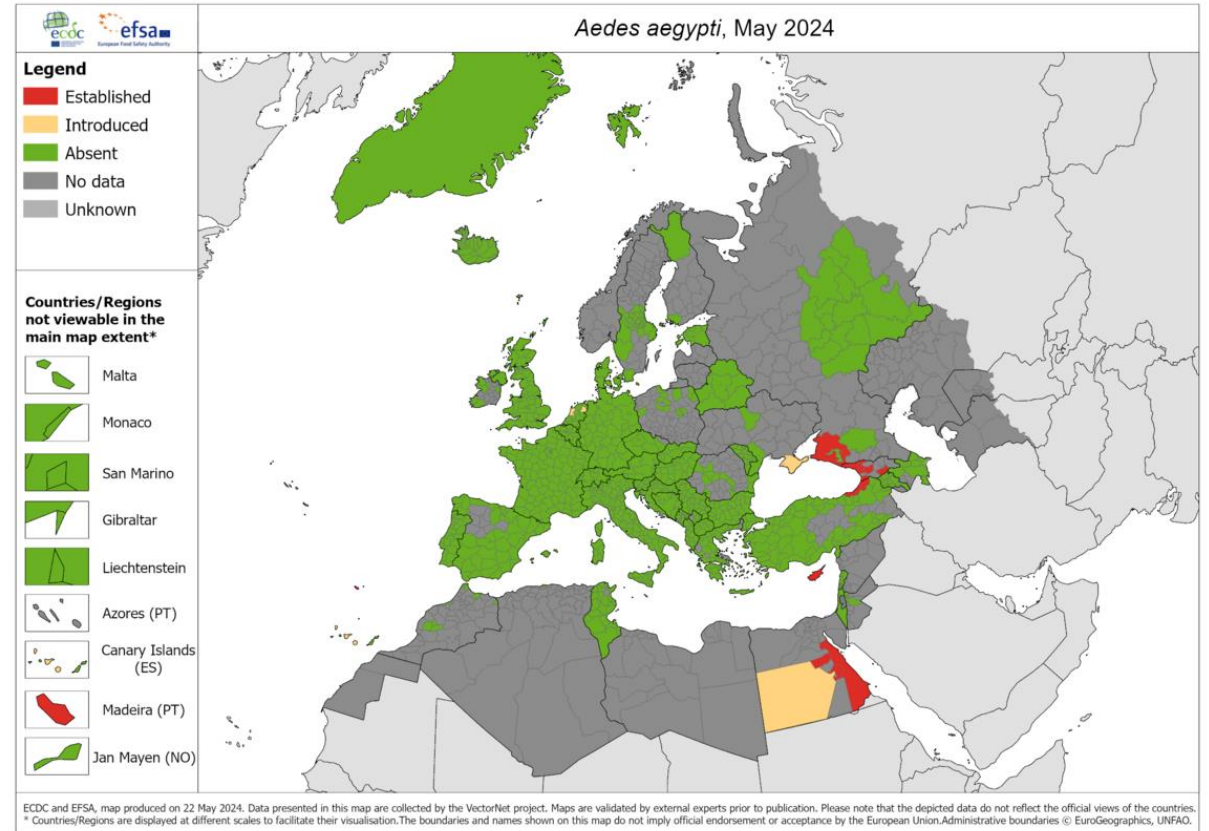 ecdc
efsa
European Food Safety Authority
Aedes aegypti, May 2024
Legend
Established
Introduced
Absent
No data
Unknown
Countries/Regions
not viewable in the
main map extent*
Malta
Monaco
San Marino
Gibraltar
Liechtenstein
Azores (PT)
Canary Islands
(ES)
Madeira (PT)
Jan Mayen (NO)
ECDC and EFSA, map produced on 22 May 2024. Data presented in this map are collected by the VectorNet project. Maps are validated by external experts prior to publication. Please note that the depicted data do not reflect the official views of the countries.
* Countries/Regions are displayed at different scales to facilitate their visualisation.The boundaries and names shown on this map do not imply official endorsement or acceptance by the European Union.Administrative boundaries © EuroGeographics, UNFAO.